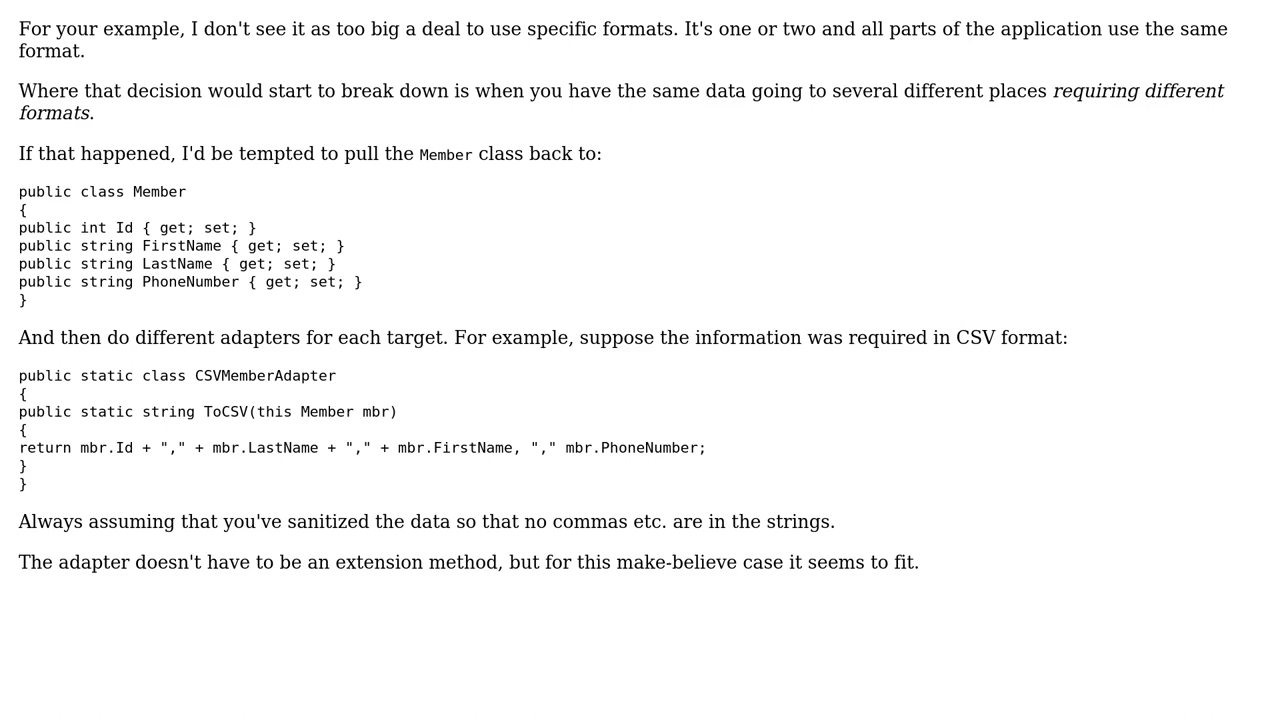 For your example, I don't see it as too big a deal to use specific formats. It's one or two and all parts of the application use the same
format.
Where that decision would start to break down is when you have the same data going to several different places requiring different
formats.
If that happened, I'd be tempted to pull the Member class back to:
public class Member
{
public int Id { get; set; }
public string FirstName { get; set; }
public string LastName { get; set; }
public string PhoneNumber { get; set; }
}
And then do different adapters for each target. For example, suppose the information was required in CSV format:
public static class CSVMemberAdapter
{
public static string ToCSV(this Member mbr)
{
return mbr.Id + "," + mbr.LastName + "," + mbr.FirstName, "," mbr.PhoneNumber;
}
}
Always assuming that you've sanitized the data so that no commas etc. are in the strings.
The adapter doesn't have to be an extension method, but for this make-believe case it seems to fit.